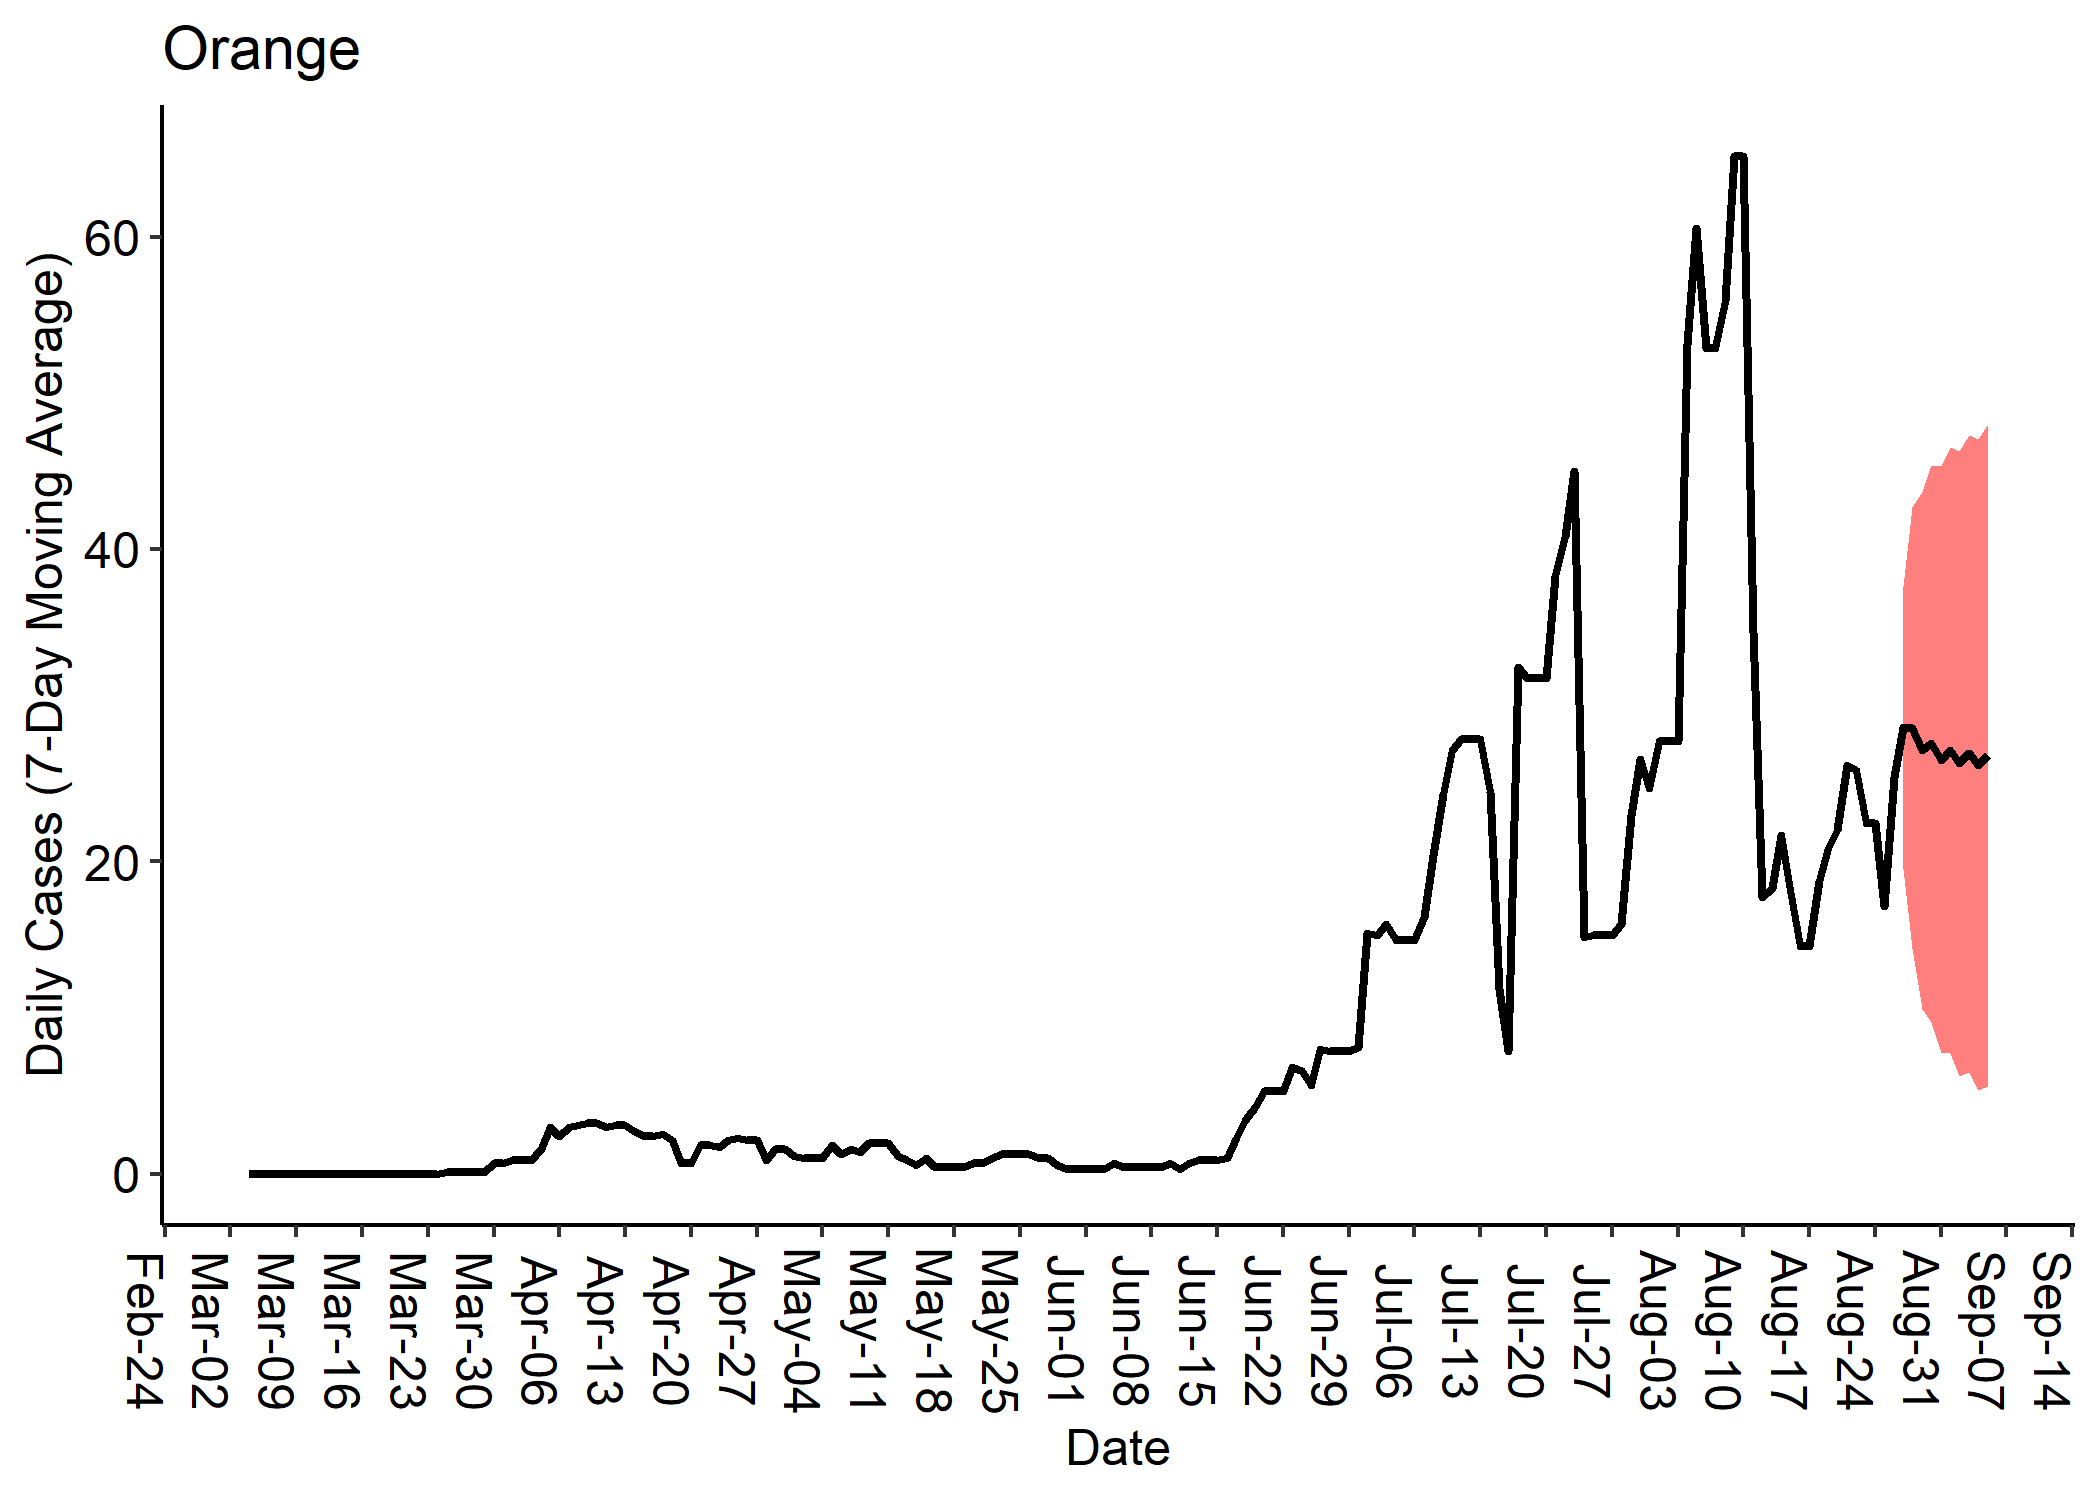 Orange
Daily Cases (7-Day Moving Average)
60
40
20
0
Feb-24
Mar-02
Mar-09
Mar-16
Mar-23
Mar-30
Apr-06
Apr-13
Apr-20
Apr-27
May-04
May-11
May-18
May-25
Jun-01
Jun-08
Jun-15
Jun-22
Jun-29
Jul-06
Jul-13
Jul-20
Jul-27
Aug-03
Aug-10
Aug-17
Aug-24
Aug-31
Sep-07
Sep-14
Date